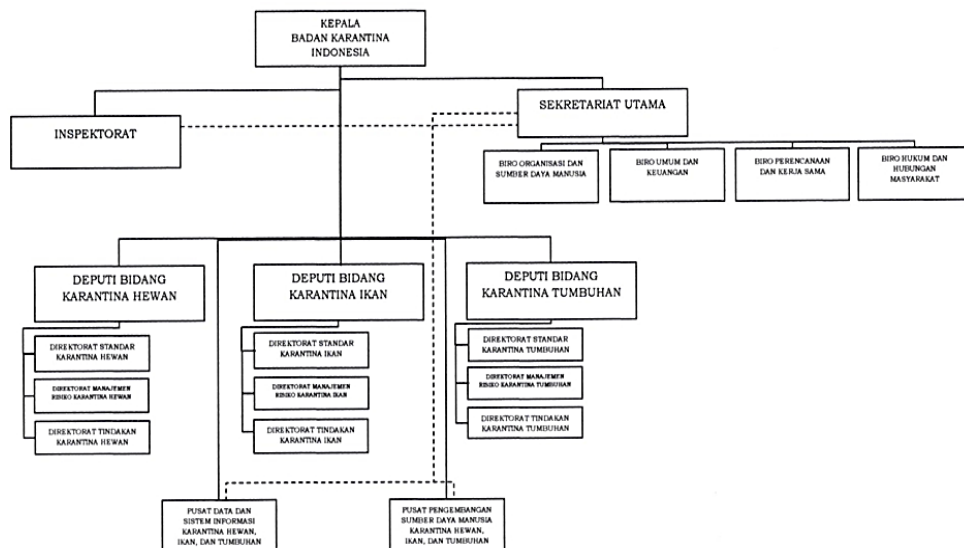 KEPALA
BADAN KARANTINA
INDONESIA
INSPEKTORAT
SEKRETARIAT UTAMA
BIRO ORGANISASI DAN
SUMBER DAYA MANUSIA
BIRO UMUM DAN
KEUANGAN
BIRO PERENCANAAN
DAN KERJA SAMA
BIRO HUKUM DAN
HUBUNGAN
MASYARAKAT
DEPUTI BIDANG
KARANTINA HEWAN
DIREKTORAT STANDAR
KARANTINA HEWAN
DIREKTORAT MANAJEMEN
RISIKO KARANTINA HEWAN
DIREKTORAT TINDAKAN
KARANTINA HEWAN
DEPUTI BIDANG
KARANTINA IKAN
DIREKTORAT STANDAR
KARANTINA IKAN
DIREKTORAT MANAJEMEN
RISIKO KARANTINA IKAN
DIREKTORAT TINDAKAN
KARANTINA IKAN
DEPUTI BIDANG
KARANTINA TUMBUHAN
DIREKTORAT STANDAR
KARANTINA TUMBUHAN
DIREKTORAT MANAJEMEN
RISIKO KARANTINA TUMBUHAN
DIREKTORAT TINDAKAN
KARANTINA TUMBUHAN
PUSAT DATA DAN
SISTEM INFORMASI
KARANTINA HEWAN,
IKAN, DAN TUMBUHAN
PUSAT PENGEMBANGAN
SUMBER DAYA MANUSIA
KARANTINA HEWAN,
IKAN, DAN TUMBUHAN